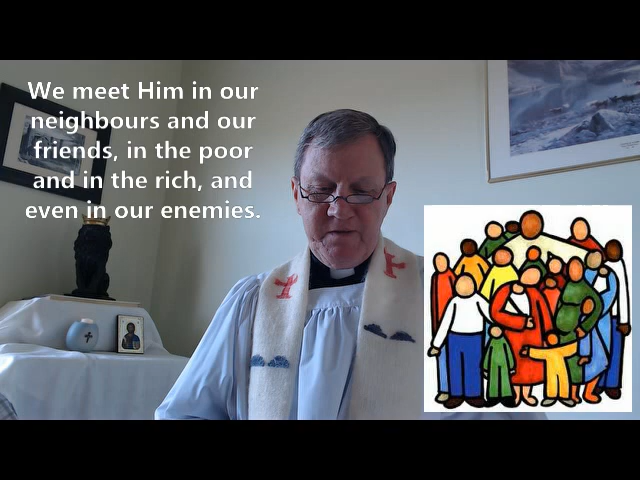 We meet Him in our
neighbours and our
friends, in the poor
and in the rich, and
even in our enemies.